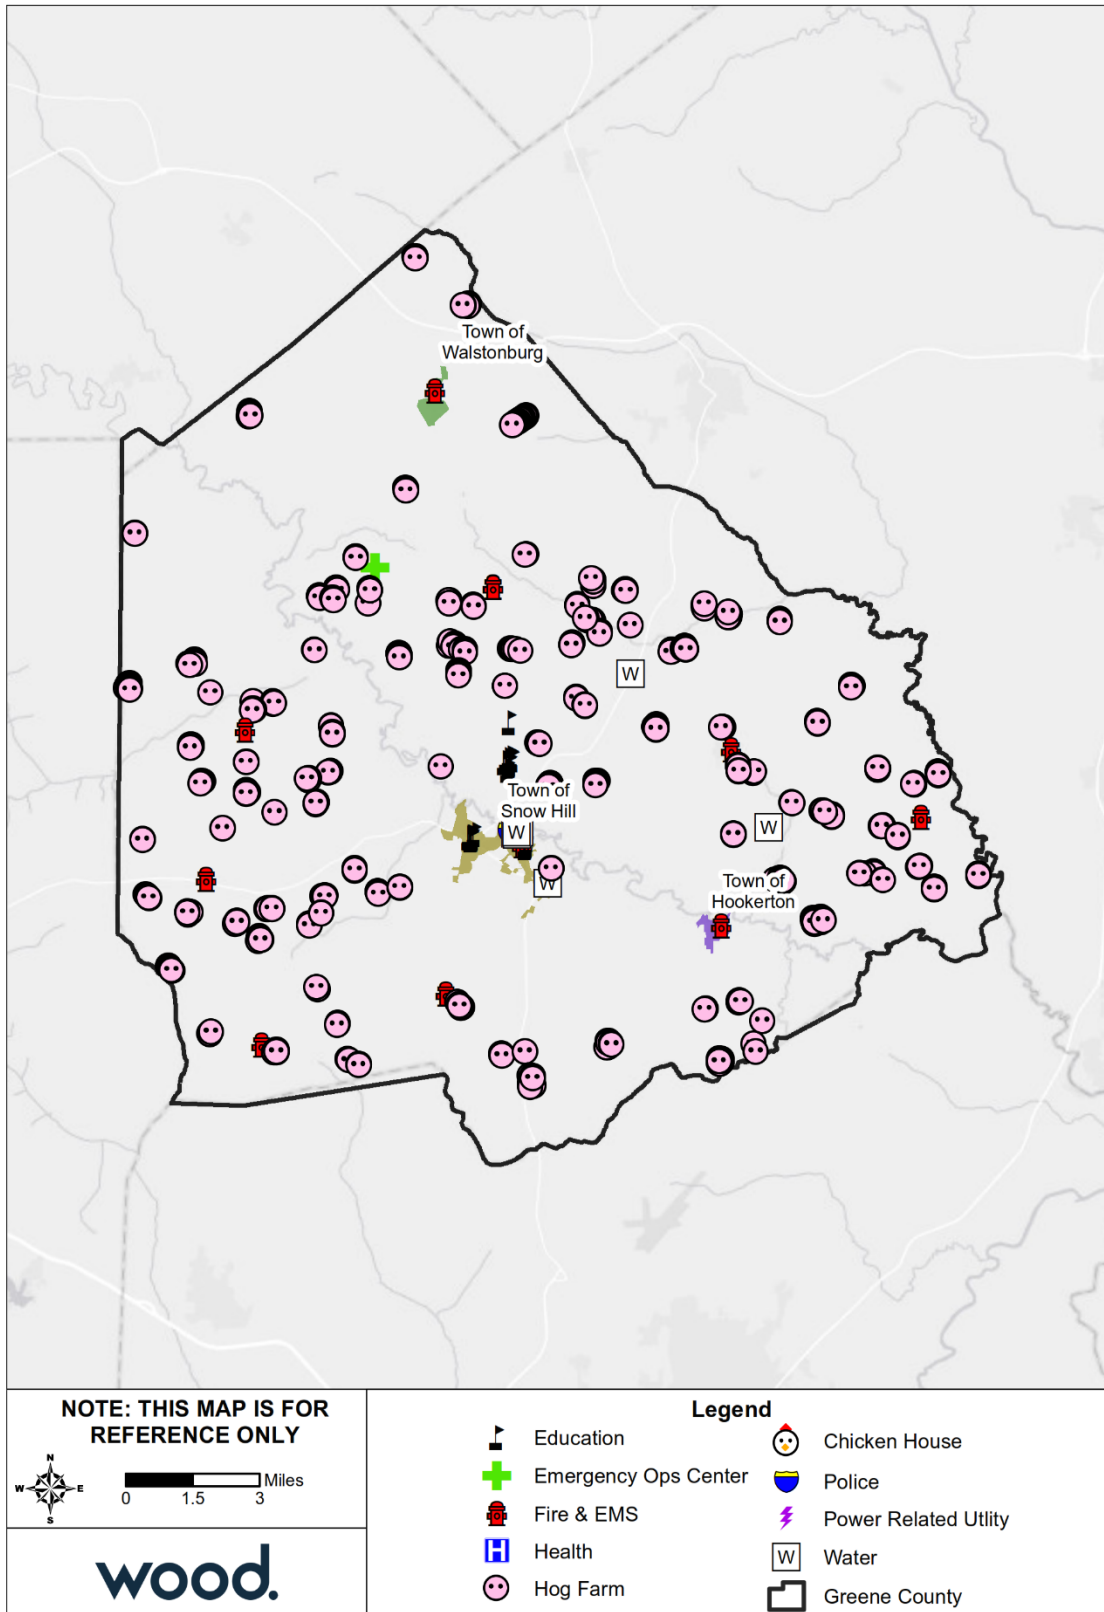 Town of
Walstonburg
W
Town of
Snow Hill
W
W
W
Town of
Hookerton
NOTE: THIS MAP IS FOR
REFERENCE ONLY
N
W E
S
Miles
0 1.5 3
wood.
Legend
Education
Emergency Ops Center
Fire & EMS
H Health
Hog Farm
Chicken House
Police
Power Related Utlity
W Water
Greene County